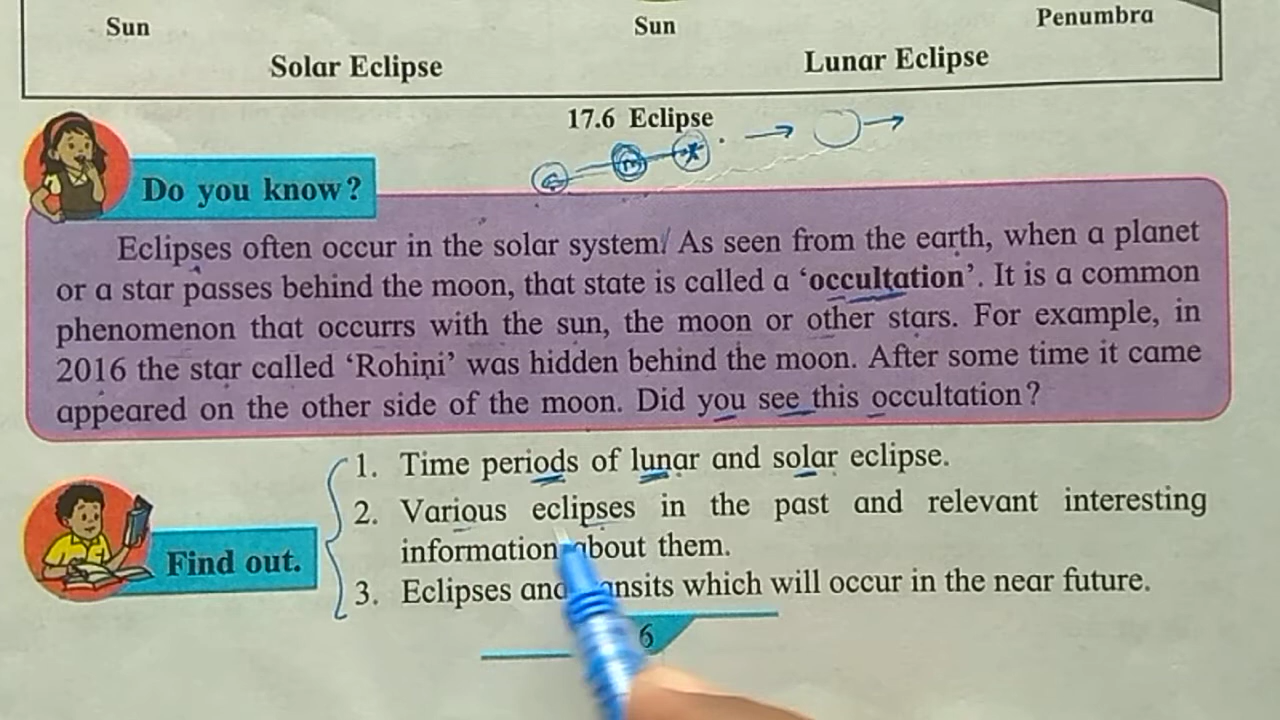 Sun Sun Penumbra
Solar Eclipse Lunar Eclipse
17.6 Eclipse
Do you know?
Eclipses often occur in the solar system. As seen from the earth, when a planet
or a star passes behind the moon, that state is called a ‘occultation’. It is a common
phenomenon that occurrs with the sun, the moon or other stars. For example, in
2016 the star called ‘Rohiṇi’ was hidden behind the moon. After some time it came
appeared on the other side of the moon. Did you see this occultation?
1. Time periods of lunar and solar eclipse.
2. Various eclipses in the past and relevant interesting
information about them.
Find out.
3. Eclipses and which will occur in the near future.
6